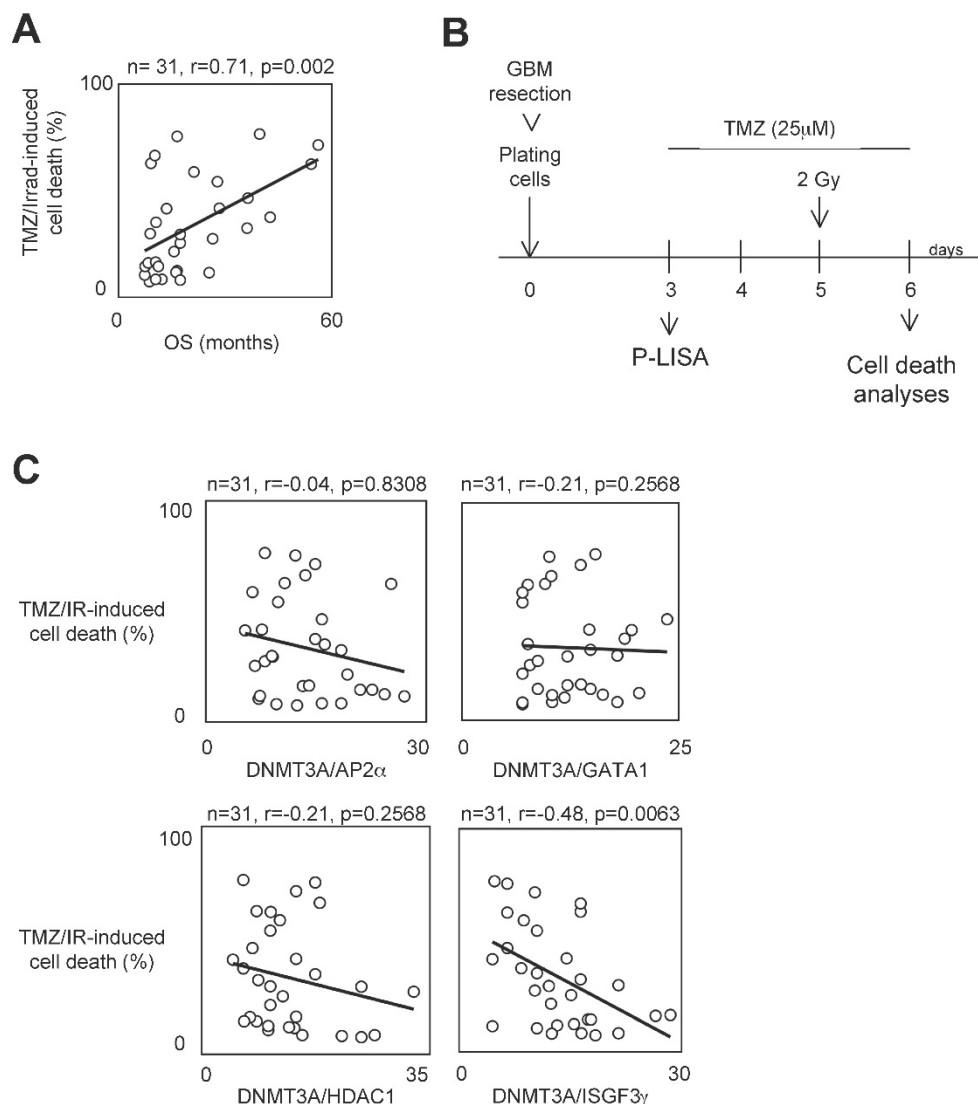 A
n= 31, r=0.71, p=0.002
100
TMZ/Irrad-induced
cell death (%)
0
0
60
OS (months)
B
GBM
resection
Plating
cells
TMZ (25µM)
2 Gy
days
0
3
4
5
6
P-LISA
Cell death
analyses
C
n=31, r=-0.04, p=0.8308
100
TMZ/IR-induced
cell death (%)
0
0
30
DNMT3A/AP2α
n=31, r=-0.21, p=0.2568
0
25
DNMT3A/GATA1
n=31, r=-0.21, p=0.2568
100
TMZ/IR-induced
cell death (%)
0
0
35
DNMT3A/HDAC1
n=31, r=-0.48, p=0.0063
0
30
DNMT3A/ISGF3γ